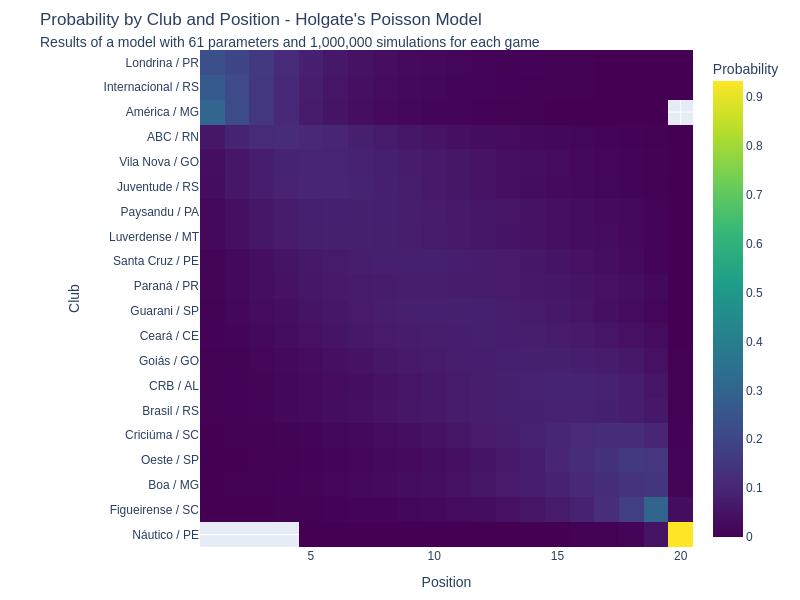 Probability by Club and Position - Holgate's Poisson Model
Results of a model with 61 parameters and 1,000,000 simulations for each game
Probability
Londrina / PR
Internacional / RS
América / MG
ABC / RN
Vila Nova / GO
Juventude / RS
Paysandu / PA
Luverdense / MT
Santa Cruz / PE
Paraná / PR
Guarani / SP
Ceará / CE
Goiás / GO
CRB / AL
Brasil / RS
Criciúma / SC
Oeste / SP
Boa / MG
Figueirense / SC
Náutico / PE
Club
5
10
15
20
Position
0.9
0.8
0.7
0.6
0.5
0.4
0.3
0.2
0.1
0